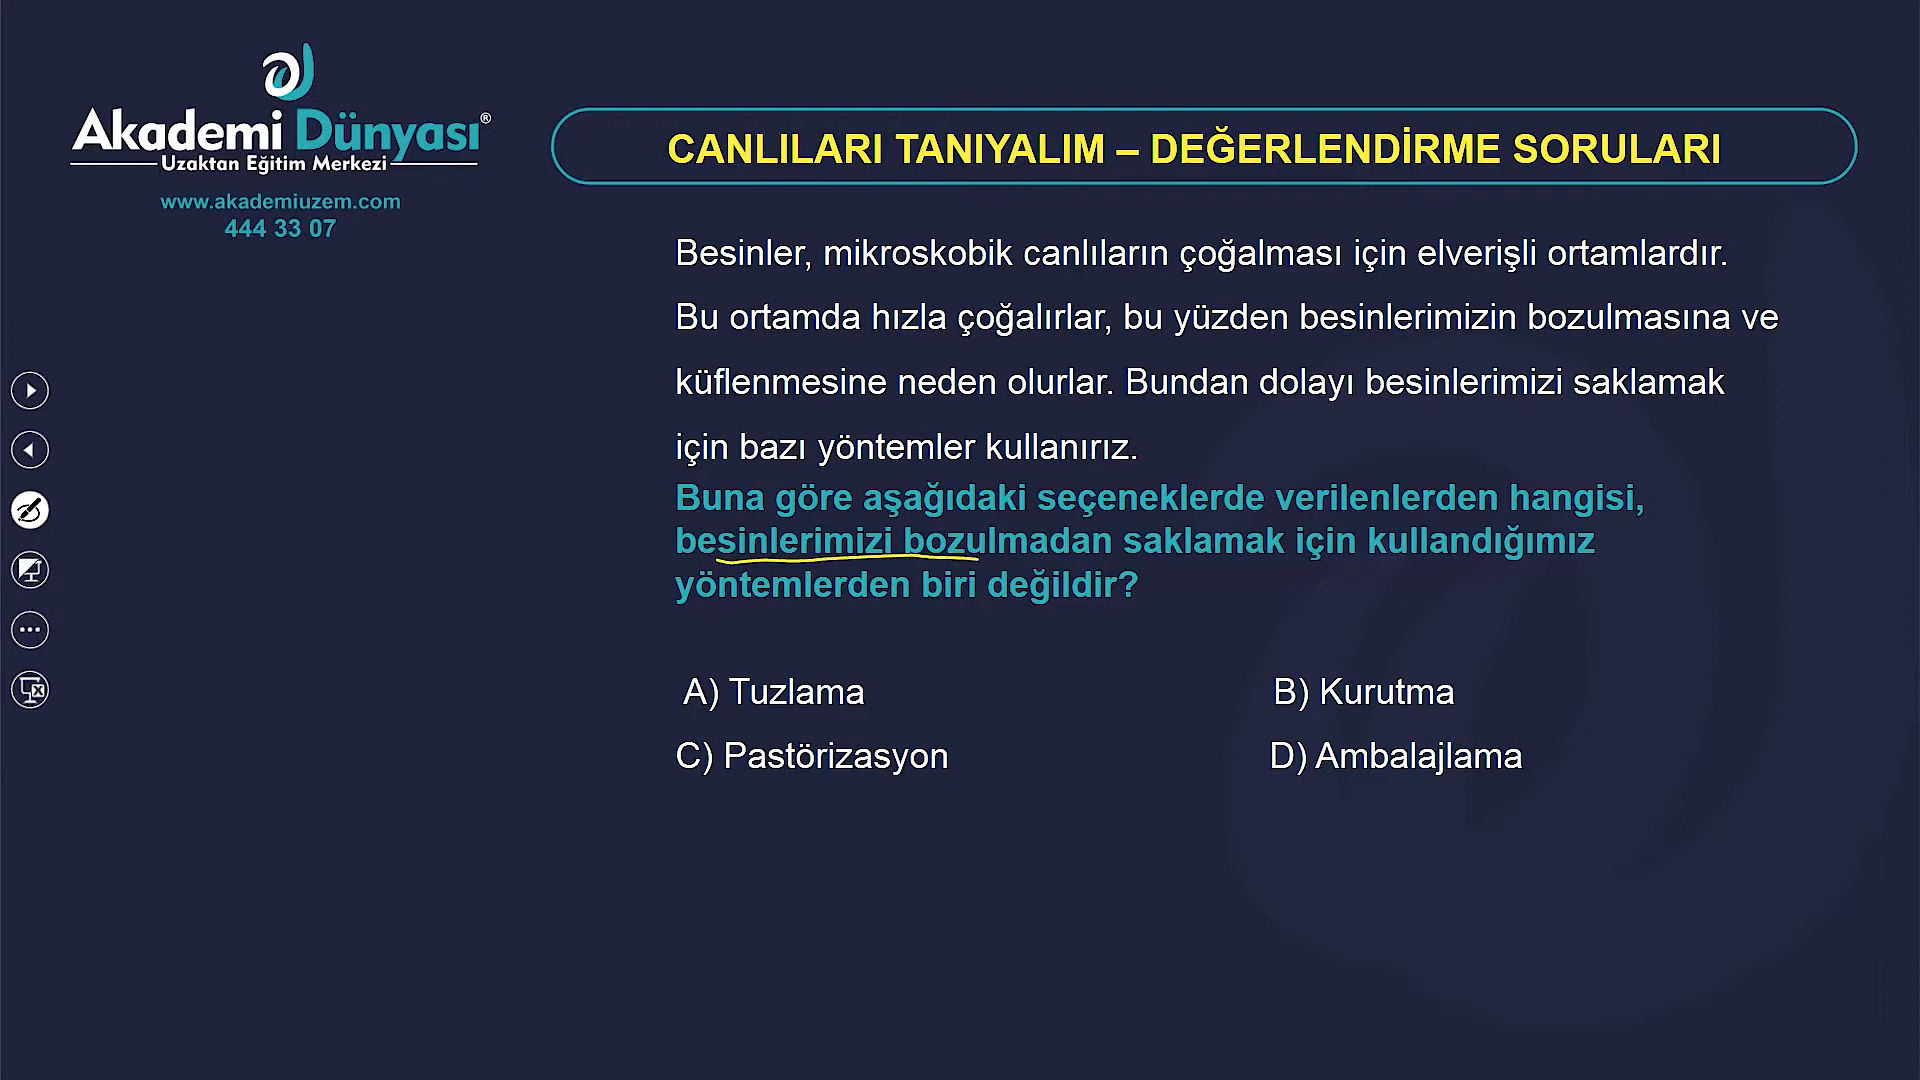 Akademi Dünyası®
Uzaktan Eğitim Merkezi
www.akademiuzem.com
444 33 07
CANLILARI TANIYALIM – DEĞERLENDİRME SORULARI
Besinler, mikroskobik canlıların çoğalması için elverişli ortamlardır.
Bu ortamda hızla çoğalırlar, bu yüzden besinlerimizin bozulmasına ve
küflenmesine neden olurlar. Bundan dolayı besinlerimizi saklamak
için bazı yöntemler kullanırız.
Buna göre aşağıdaki seçeneklerde verilenlerden hangisi,
besinlerimizi bozulmadan saklamak için kullandığımız
yöntemlerden biri değildir?
A) Tuzlama
B) Kurutma
C) Pastörizasyon
D) Ambalajlama